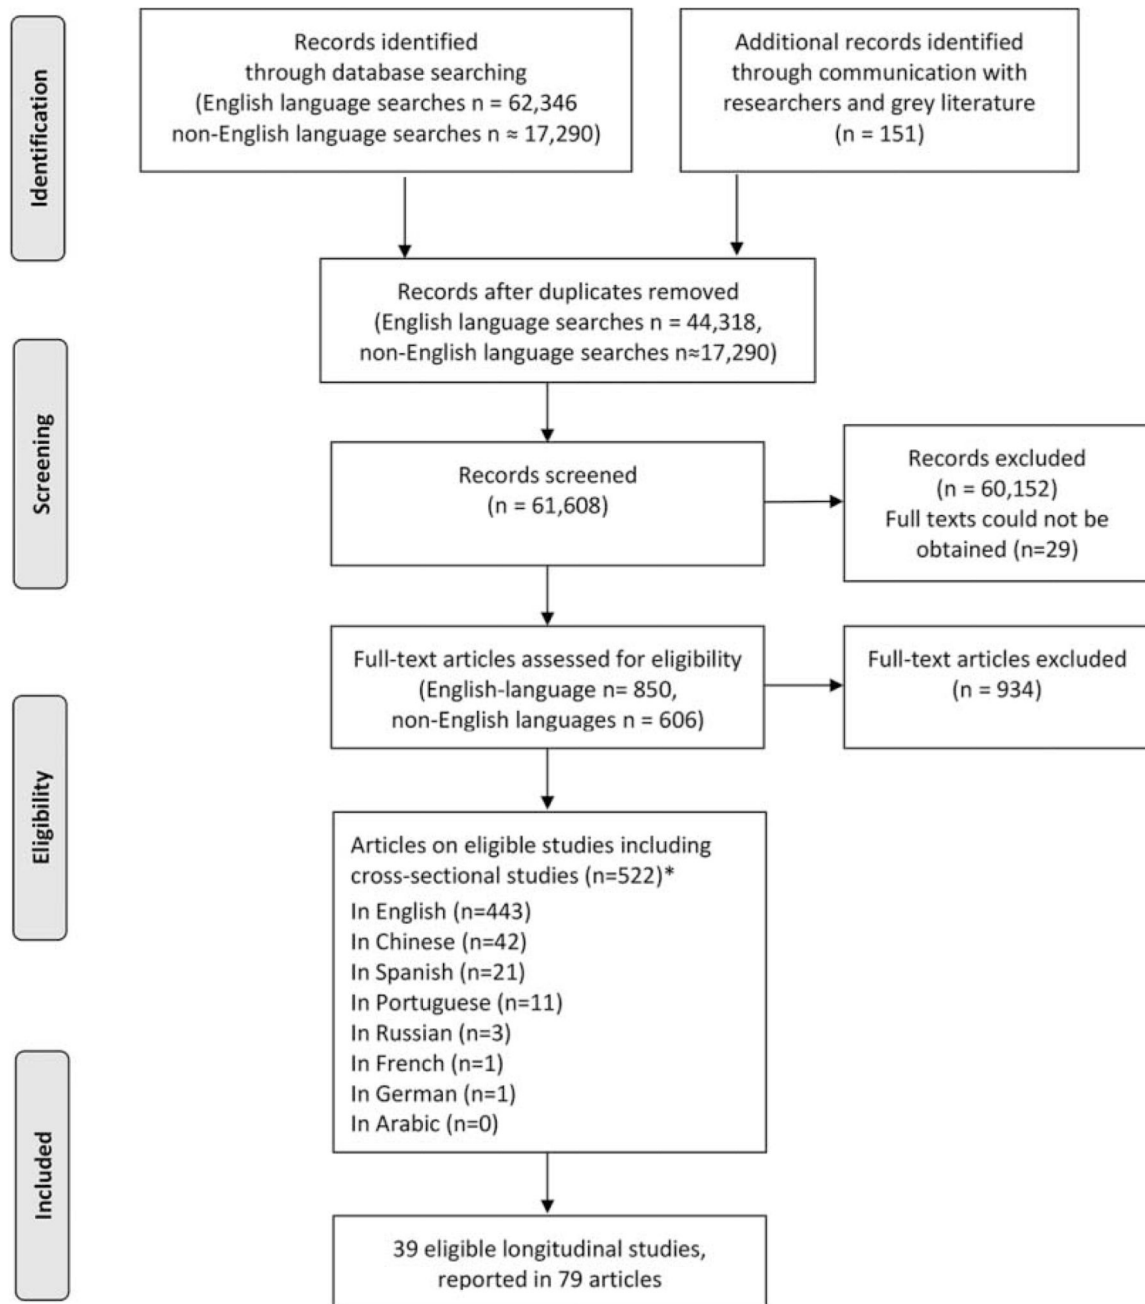 Identification
Records identified
through database searching
(English language searches n = 62,346
non-English language searches n ≈ 17,290)
Additional records identified
through communication with
researchers and grey literature
(n = 151)
Records after duplicates removed
(English language searches n = 44,318,
non-English language searches n≈17,290)
Screening
Records screened
(n = 61,608)
Records excluded
(n = 60,152)
Full texts could not be
obtained (n=29)
Eligibility
Full-text articles assessed for eligibility
(English-language n= 850,
non-English languages n = 606)
Full-text articles excluded
(n = 934)
Articles on eligible studies including
cross-sectional studies (n=522)*
In English (n=443)
In Chinese (n=42)
In Spanish (n=21)
In Portuguese (n=11)
In Russian (n=3)
In French (n=1)
In German (n=1)
In Arabic (n=0)
Included
39 eligible longitudinal studies,
reported in 79 articles